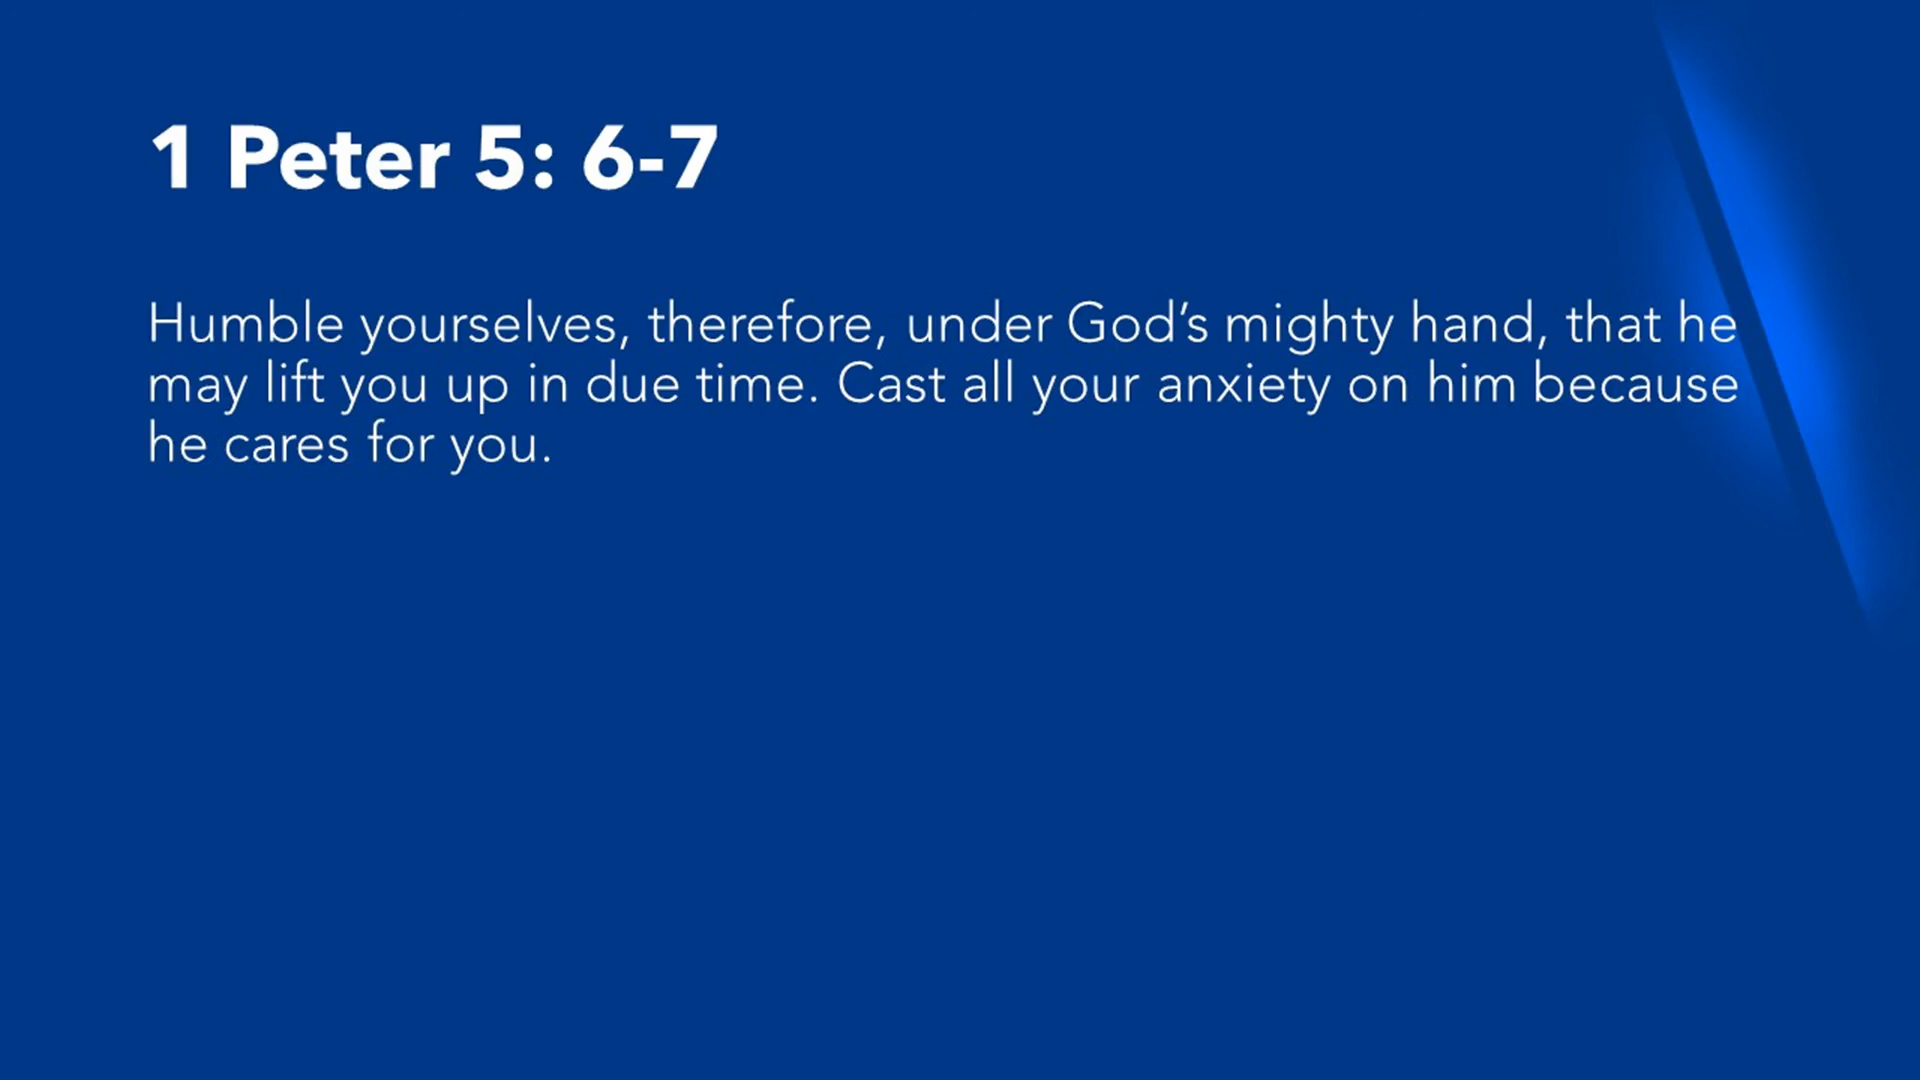 1 Peter 5: 6-7
Humble yourselves, therefore, under God’s mighty hand, that he
may lift you up in due time. Cast all your anxiety on him because
he cares for you.